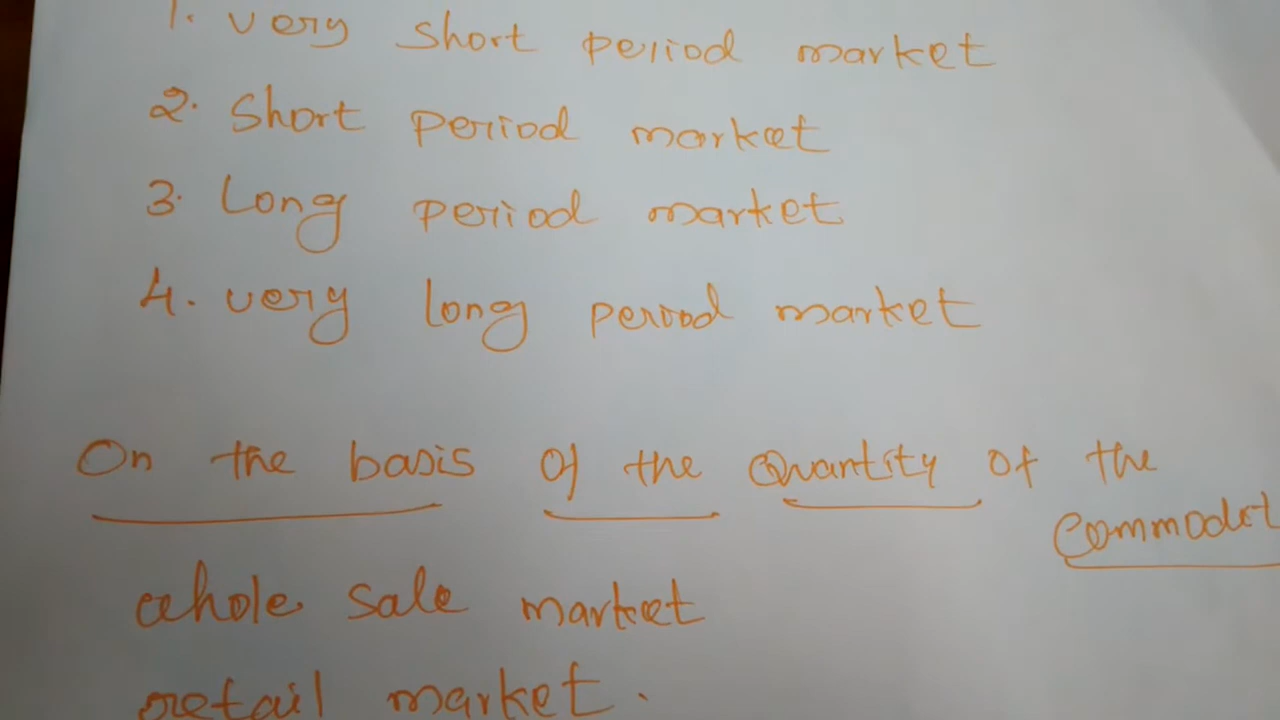 1. very short period market
2. Short period market
3. Long period market
4. very long period market
On the basis of the Quantity of the
commodit
whole sale market
retail market.